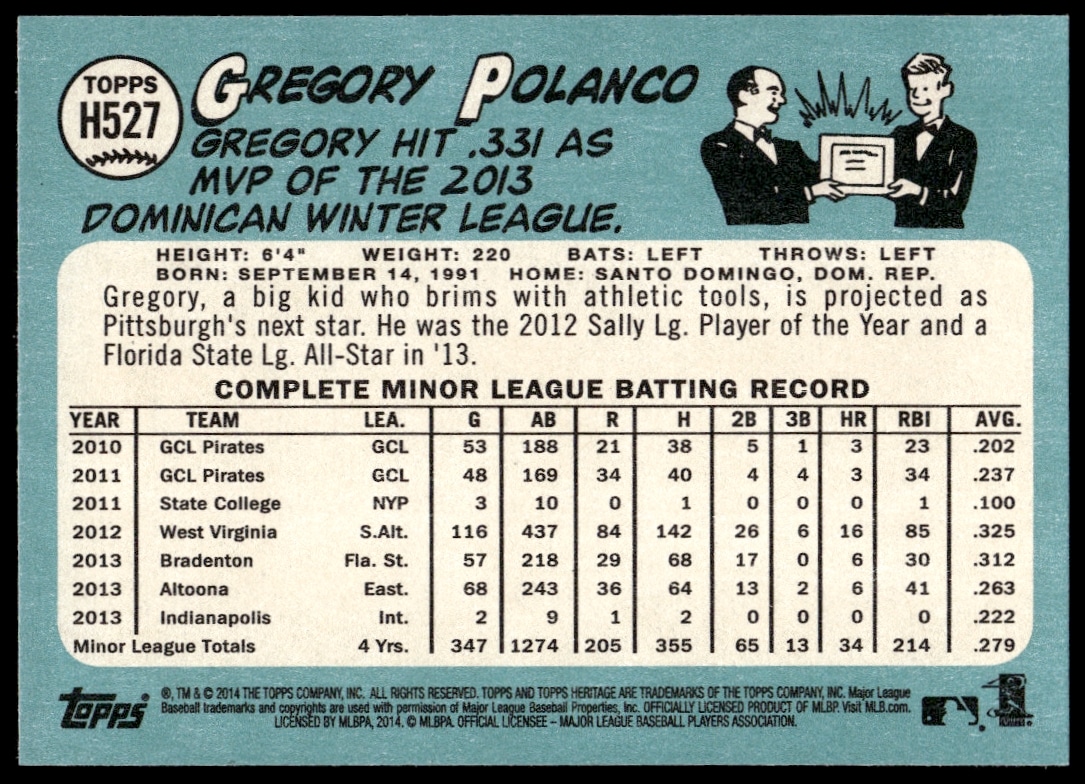 TOPPS
H527
GREGORY POLANCO
GREGORY HIT .331 AS
MVP OF THE 2013
DOMINICAN WINTER LEAGUE.
HEIGHT: 6'4" WEIGHT: 220 BATS: LEFT THROWS: LEFT
BORN: SEPTEMBER 14, 1991 HOME: SANTO DOMINGO, DOM. REP.
Gregory, a big kid who brims with athletic tools, is projected as
Pittsburgh's next star. He was the 2012 Sally Lg. Player of the Year and a
Florida State Lg. All-Star in '13.
COMPLETE MINOR LEAGUE BATTING RECORD
YEAR TEAM LEA. G AB R H 2B 3B HR RBI AVG.
2010 GCL Pirates GCL 53 188 21 38 5 1 3 23 .202
2011 GCL Pirates GCL 48 169 34 40 4 4 3 34 .237
2011 State College NYP 3 10 0 1 0 0 0 1 .100
2012 West Virginia S.Alt. 116 437 84 142 26 6 16 85 .325
2013 Bradenton Fla. St. 57 218 29 68 17 0 6 30 .312
2013 Altoona East. 68 243 36 64 13 2 6 41 .263
2013 Indianapolis Int. 2 9 1 2 0 0 0 0 .222
Minor League Totals 4 Yrs. 347 1274 205 355 65 13 34 214 .279
Topps
®, TM & © 2014 THE TOPPS COMPANY, INC. ALL RIGHTS RESERVED. TOPPS AND TOPPS HERITAGE ARE TRADEMARKS OF THE TOPPS COMPANY, INC. Major League
Baseball trademarks and copyrights are used with permission of Major League Baseball Properties, Inc. OFFICIALLY LICENSED PRODUCT OF MLBP. Visit MLB.com.
LICENSED BY MLBPA, 2014. © MLBPA. OFFICIAL LICENSEE – MAJOR LEAGUE BASEBALL PLAYERS ASSOCIATION.